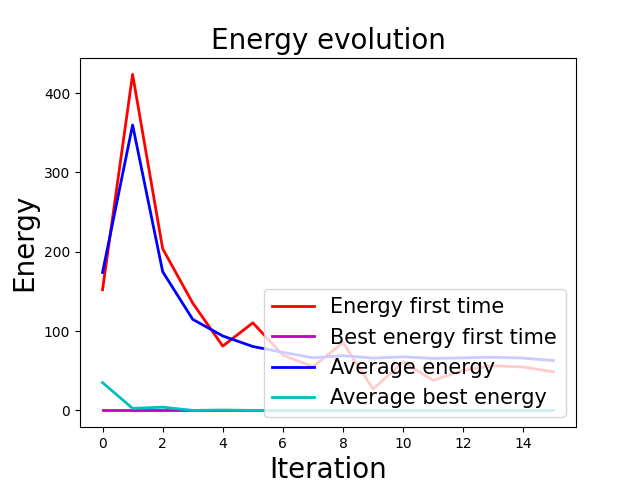 Energy evolution
Energy
400
300
200
100
0
Energy first time
Best energy first time
Average energy
Average best energy
0 2 4 6 8 10 12 14
Iteration